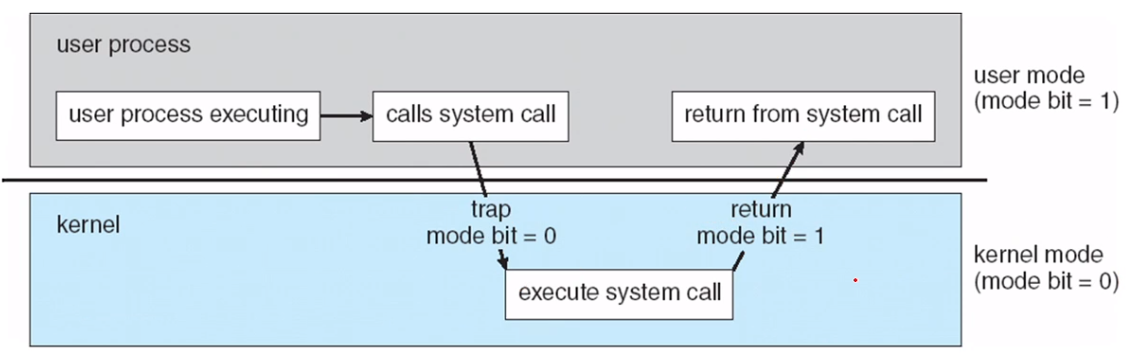 user process
user process executing
calls system call
return from system call
user mode
(mode bit = 1)
kernel
trap
mode bit = 0
return
mode bit = 1
execute system call
kernel mode
(mode bit = 0)